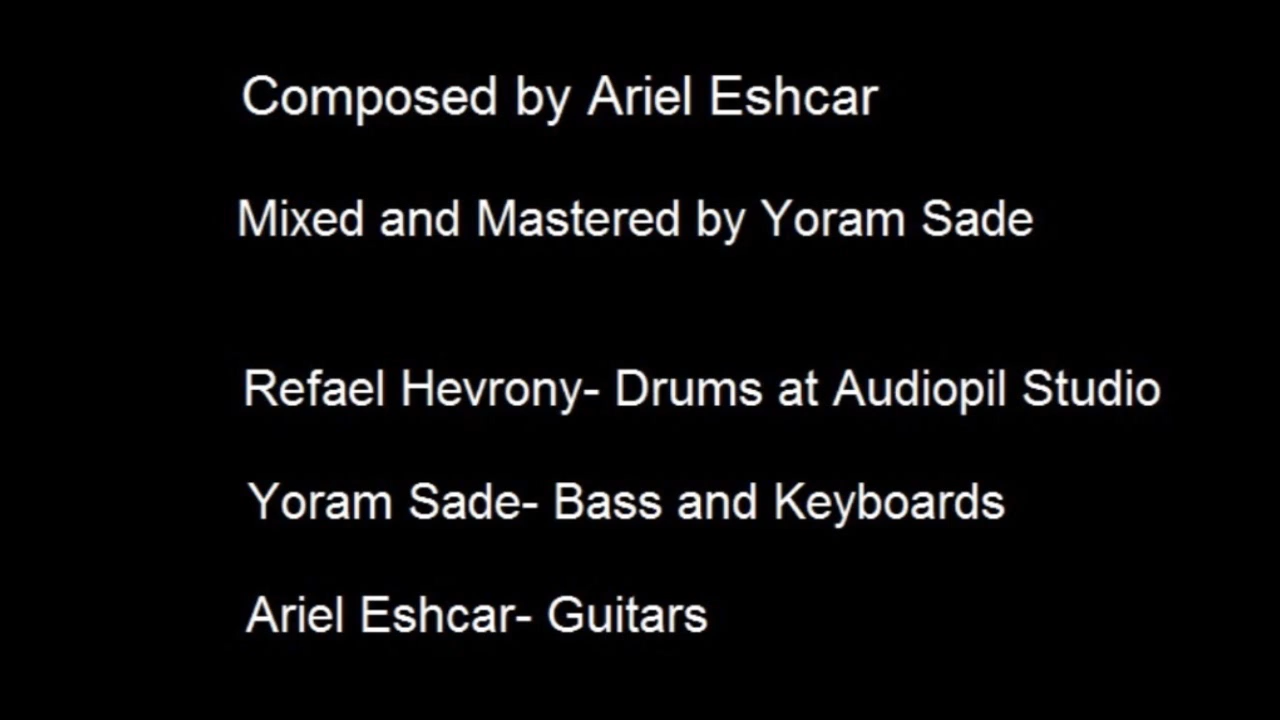 Composed by Ariel Eshcar
Mixed and Mastered by Yoram Sade
Refael Hevrony- Drums at Audiopil Studio
Yoram Sade- Bass and Keyboards
Ariel Eshcar- Guitars